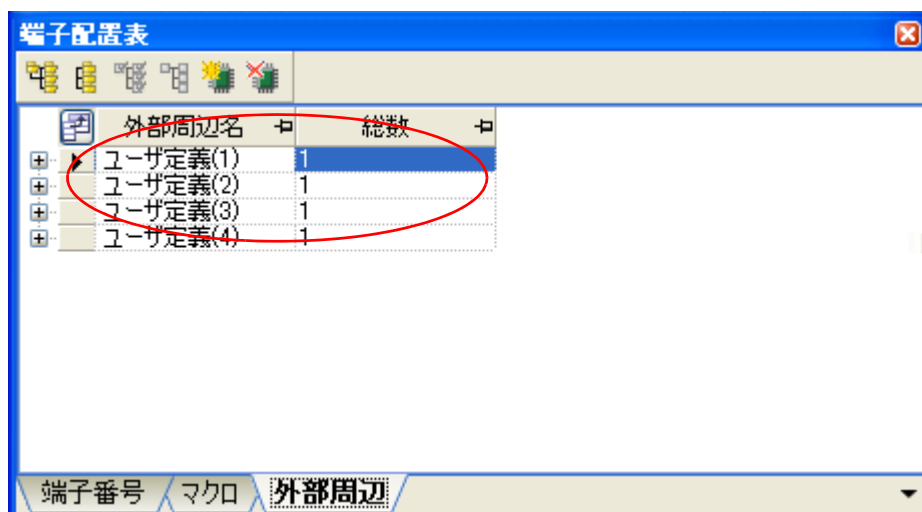 端子配置表
外部周辺名 総数
ユーザ定義(1) 1
ユーザ定義(2) 1
ユーザ定義(3) 1
ユーザ定義(4) 1
端子番号 マクロ 外部周辺